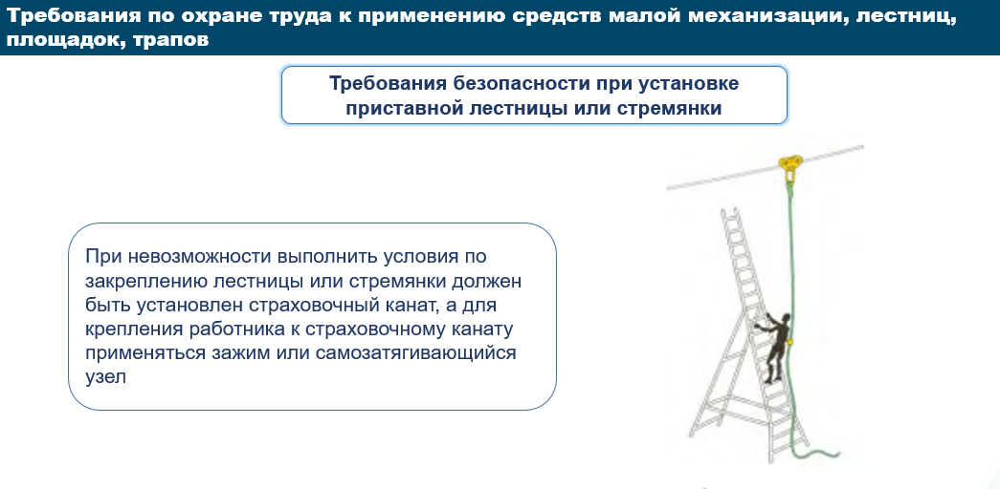 Требования по охране труда к применению средств малой механизации, лестниц,
площадок, трапов
Требования безопасности при установке
приставной лестницы или стремянки
При невозможности выполнить условия по
закреплению лестницы или стремянки должен
быть установлен страховочный канат, а для
крепления работника к страховочному канату
применяться зажим или самозатягивающийся
узел